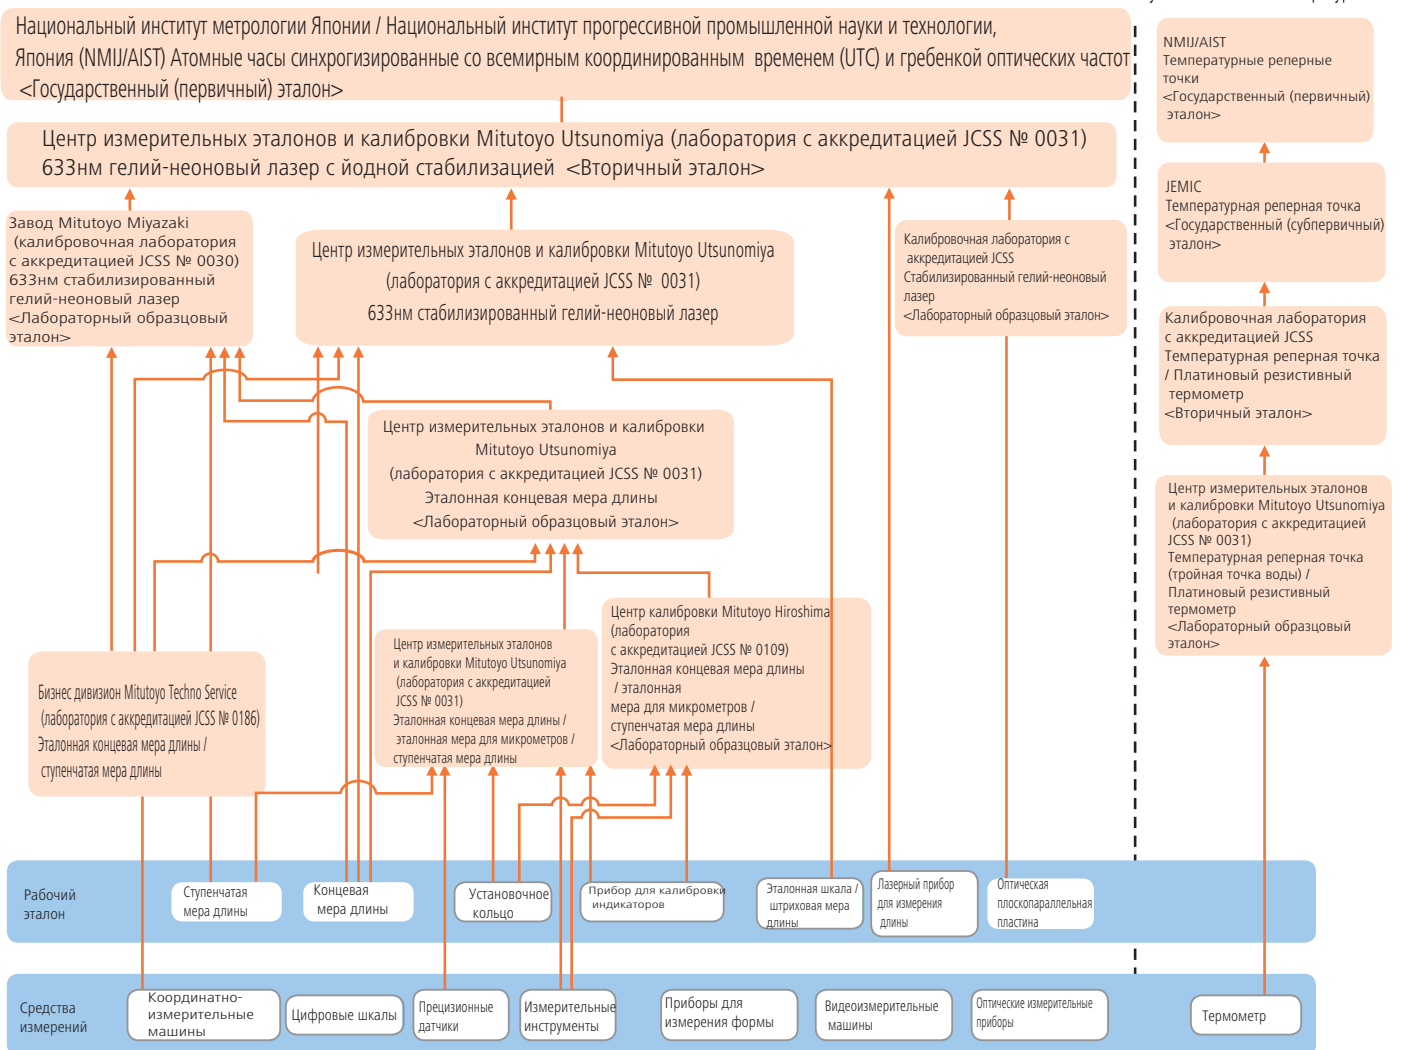 Национальный институт метрологии Японии / Национальный институт прогрессивной промышленной науки и технологии,
Япония (NMIJ/AIST) Атомные часы синхрогизированные со всемирным координированным временем (UTC) и гребенкой оптических частот
<Государственный (первичный) эталон>
Центр измерительных эталонов и калибровки Mitutoyo Utsunomiya (лаборатория с аккредитацией JCSS № 0031)
633нм гелий-неоновый лазер с йодной стабилизацией <Вторичный эталон>
Завод Mitutoyo Miyazaki
(калибровочная лаборатория
с аккредитацией JCSS № 0030)
633нм стабилизированный
гелий-неоновый лазер
<Лабораторный образцовый
эталон>
Центр измерительных эталонов и калибровки Mitutoyo Utsunomiya
(лаборатория с аккредитацией JCSS № 0031)
633нм стабилизированный гелий-неоновый лазер
Калибровочная лаборатория с
аккредитацией JCSS
Стабилизированный гелий-неоновый
лазер
<Лабораторный образцовый эталон>
Центр измерительных эталонов и калибровки
Mitutoyo Utsunomiya
(лаборатория с аккредитацией JCSS № 0031)
Эталонная концевая мера длины
<Лабораторный образцовый эталон>
Бизнес дивизион Mitutoyo Techno Service
(лаборатория с аккредитацией JCSS № 0186)
Эталонная концевая мера длины /
ступенчатая мера длины
Центр измерительных эталонов
и калибровки Mitutoyo Utsunomiya
(лаборатория с аккредитацией
JCSS № 0031)
Эталонная концевая мера длины /
эталонная мера для микрометров /
ступенчатая мера длины
Центр калибровки Mitutoyo Hiroshima
(лаборатория
с аккредитацией JCSS № 0109)
Эталонная концевая мера длины
/ эталонная
мера для микрометров /
ступенчатая мера длины
<Лабораторный образцовый эталон>
NMIJ/AIST
Температурные реперные
точки
<Государственный (первичный)
эталон>
JEMIC
Температурная реперная точка
<Государственный (субпервичный)
эталон>
Калибровочная лаборатория
с аккредитацией JCSS
Температурная реперная точка
/ Платиновый резистивный
термометр
<Вторичный эталон>
Центр измерительных эталонов
и калибровки Mitutoyo Utsunomiya
(лаборатория с аккредитацией
JCSS № 0031)
Температурная реперная точка
(тройная точка воды) /
Платиновый резистивный
термометр
<Лабораторный образцовый
эталон>
Рабочий
эталон
Ступенчатая
мера длины
Концевая
мера длины
Установочное
кольцо
Прибор для калибровки
индикаторов
Эталонная шкала /
штриховая мера
длины
Лазерный прибор
для измерения
длины
Оптическая
плоскопараллельная
пластина
Средства
измерений
Координатно-
измерительные
машины
Цифровые шкалы
Прецизионные
датчики
Измерительные
инструменты
Приборы для
измерения формы
Видеоизмерительные
машины
Оптические измерительные
приборы
Термометр